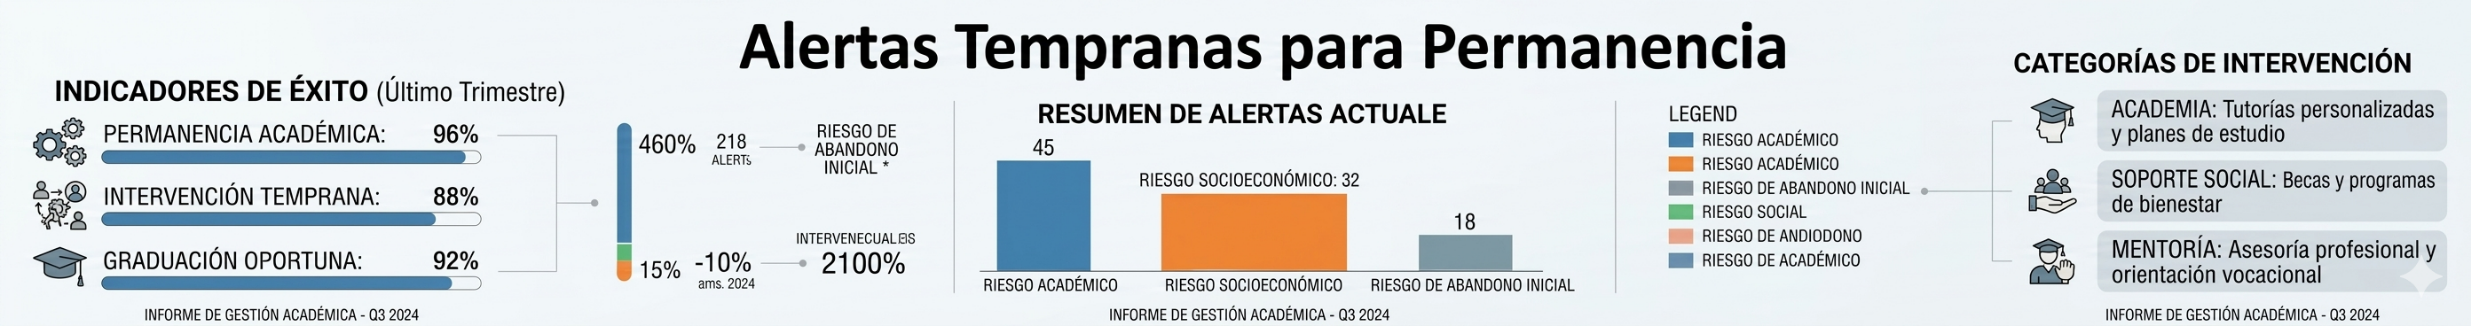 Alertas Tempranas para Permanencia
INDICADORES DE ÉXITO (Último Trimestre)
PERMANENCIA ACADÉMICA: 96%
INTERVENCIÓN TEMPRANA: 88%
GRADUACIÓN OPORTUNA: 92%
INFORME DE GESTIÓN ACADÉMICA - Q3 2024
460%
218
RIESGO DE
ABANDONO
INICIAL *
15%
-10%
ams. 2024
2100%
RESUMEN DE ALERTAS ACTUALE
45
RIESGO SOCIOECONÓMICO: 32
18
RIESGO ACADÉMICO
RIESGO SOCIOECONÓMICO
RIESGO DE ABANDONO INICIAL
INFORME DE GESTIÓN ACADÉMICA - Q3 2024
LEGEND
RIESGO ACADÉMICO
RIESGO ACADÉMICO
RIESGO DE ABANDONO INICIAL
RIESGO SOCIAL
RIESGO DE ANDIODONO
RIESGO DE ACADÉMICO
CATEGORÍAS DE INTERVENCIÓN
ACADEMIA: Tutorías personalizadas
y planes de estudio
SOPORTE SOCIAL: Becas y programas
de bienestar
MENTORÍA: Asesoría profesional y
orientación vocacional
INFORME DE GESTIÓN ACADÉMICA - Q3 2024